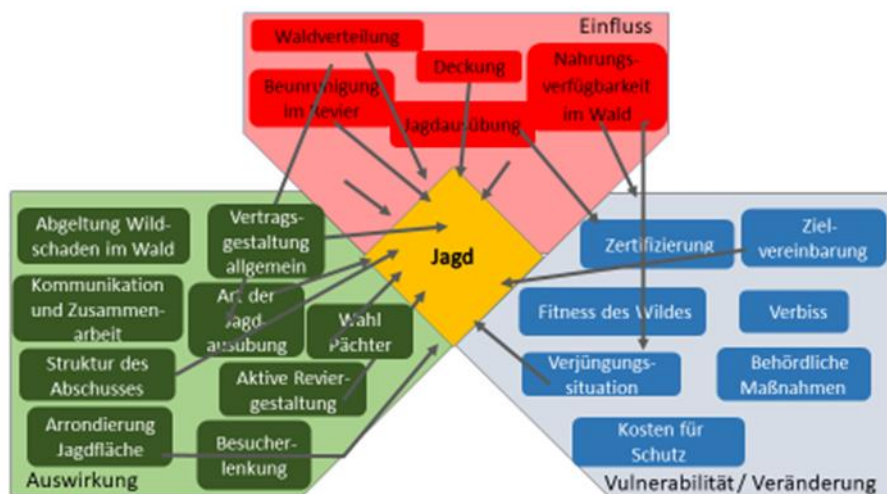 Einfluss
Waldverteilung
Deckung
Nahrungs-
verfügbarkeit
im Wald
Beunruhigung
im Revier
Jagdausübung
Jagd
Abgeltung Wild-
schaden im Wald
Vertrags-
gestaltung
allgemein
Kommunikation
und Zusammen-
arbeit
Art der
Jagd
ausübung
Wahl
Pächter
Struktur des
Abschusses
Aktive Revier-
gestaltung
Arrondierung
Jagdfläche
Besucher-
lenkung
Auswirkung
Zertifizierung
Ziel-
vereinbarung
Fitness des Wildes
Verbiss
Verjüngungs-
situation
Behördliche
Maßnahmen
Kosten für
Schutz
Vulnerabilität / Veränderung